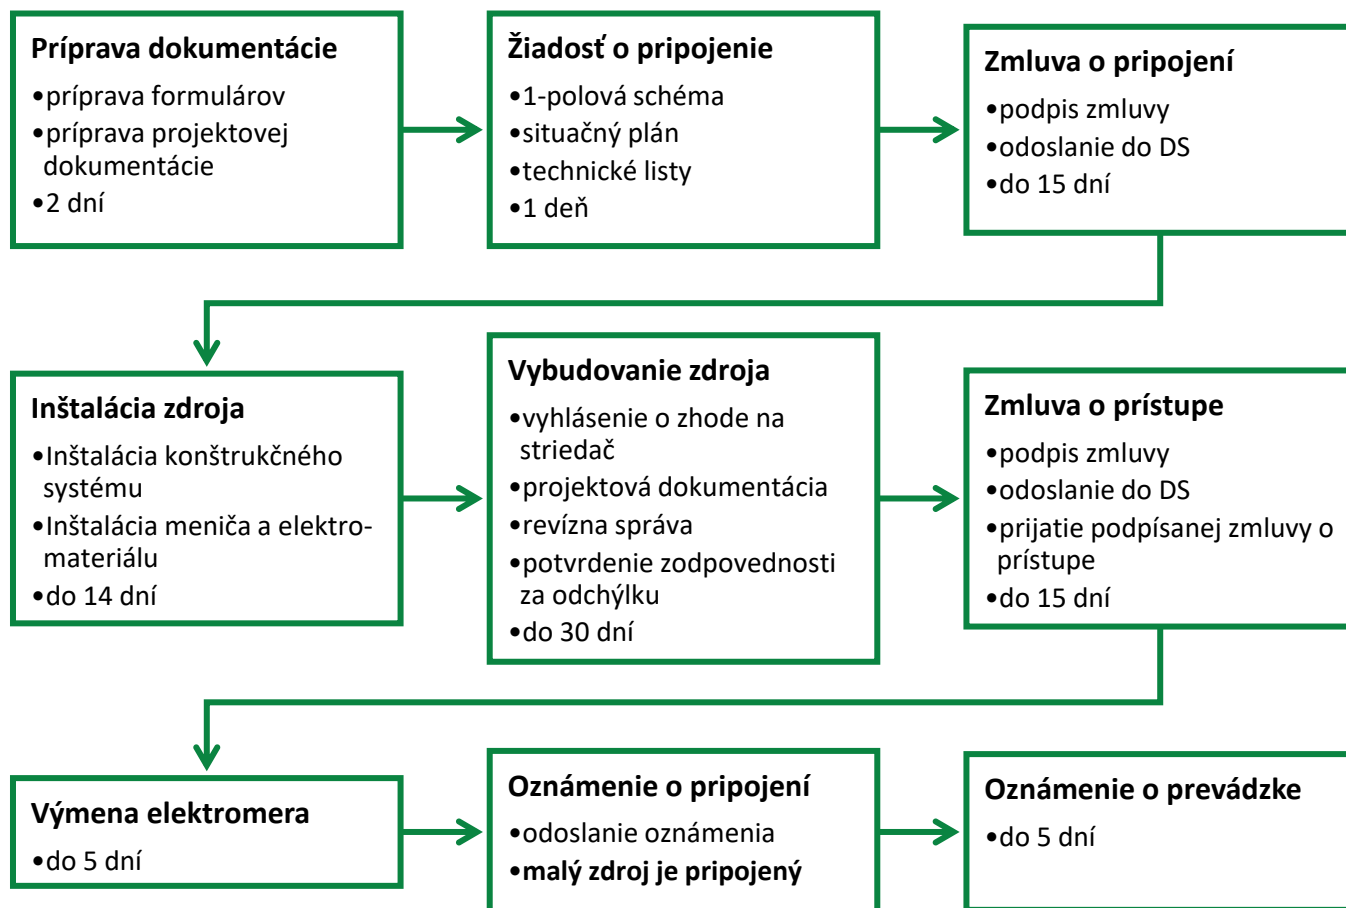 Príprava dokumentácie
•príprava formulárov
•príprava projektovej
dokumentácie
•2 dní
Žiadosť o pripojenie
•1-polová schéma
•situačný plán
•technické listy
•1 deň
Zmluva o pripojení
•podpis zmluvy
•odoslanie do DS
•do 15 dní
Inštalácia zdroja
•Inštalácia konštrukčného
systému
•Inštalácia meniča a elektro-
materiálu
•do 14 dní
Vybudovanie zdroja
•vyhlásenie o zhode na
striedač
•projektová dokumentácia
•revízna správa
•potvrdenie zodpovednosti
za odchýlku
•do 30 dní
Zmluva o prístupe
•podpis zmluvy
•odoslanie do DS
•prijatie podpísanej zmluvy o
prístupe
•do 15 dní
Výmena elektromera
•do 5 dní
Oznámenie o pripojení
•odoslanie oznámenia
•malý zdroj je pripojený
Oznámenie o prevádzke
•do 5 dní